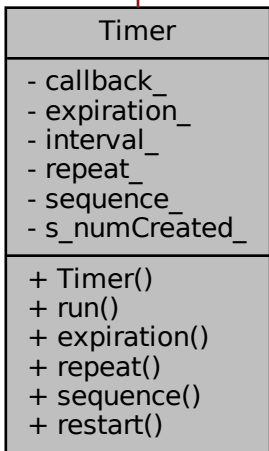 Timer
- callback_
- expiration_
- interval_
- repeat_
- sequence_
- s_numCreated_
+ Timer()
+ run()
+ expiration()
+ repeat()
+ sequence()
+ restart()